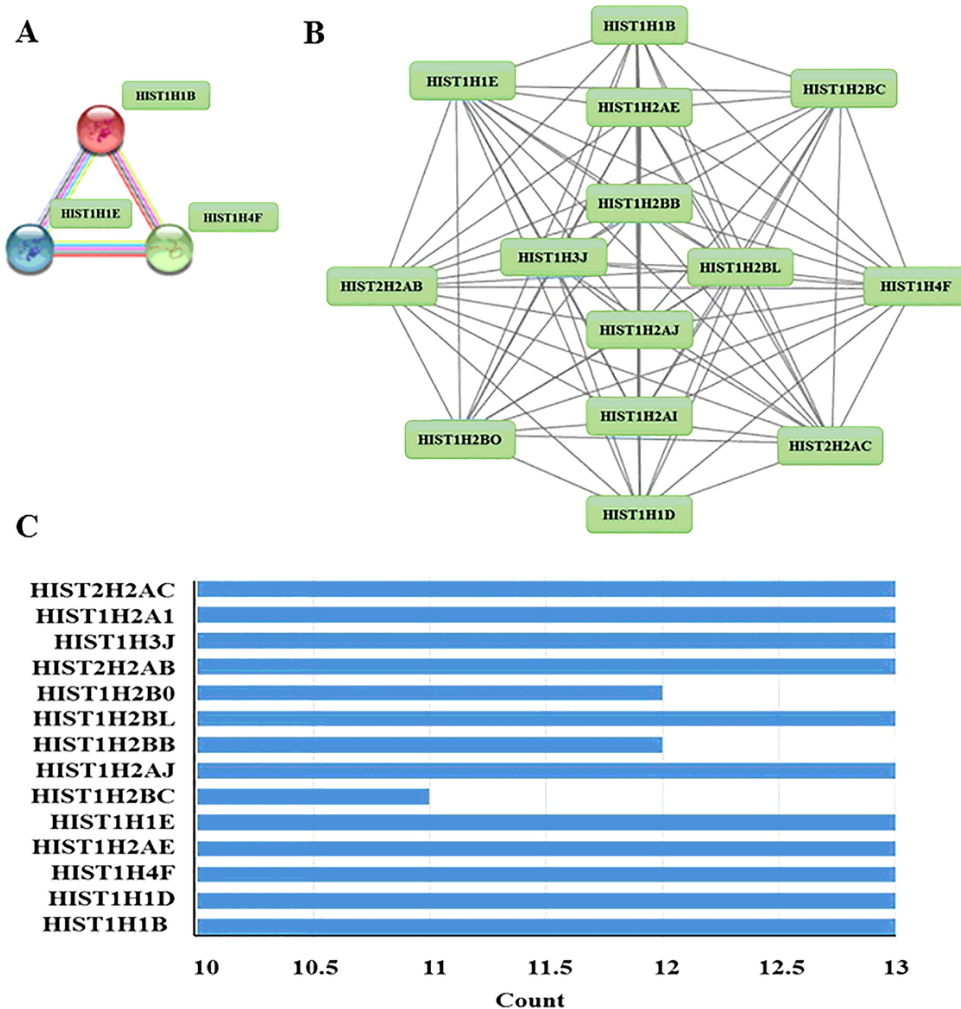 A
HIST1H1B
HIST1H1E
HIST1H4F
B
HIST1H1B
HIST1H1E
HIST1H2BC
HIST1H2AE
HIST1H2BB
HIST1H3J
HIST1H2BL
HIST2H2AB
HIST1H4F
HIST1H2AJ
HIST1H2AI
HIST1H2BO
HIST2H2AC
HIST1H1D
C
HIST2H2AC
HIST1H2A1
HIST1H3J
HIST2H2AB
HIST1H2B0
HIST1H2BL
HIST1H2BB
HIST1H2AJ
HIST1H2BC
HIST1H1E
HIST1H2AE
HIST1H4F
HIST1H1D
HIST1H1B
10 10.5 11 11.5 12 12.5 13
Count